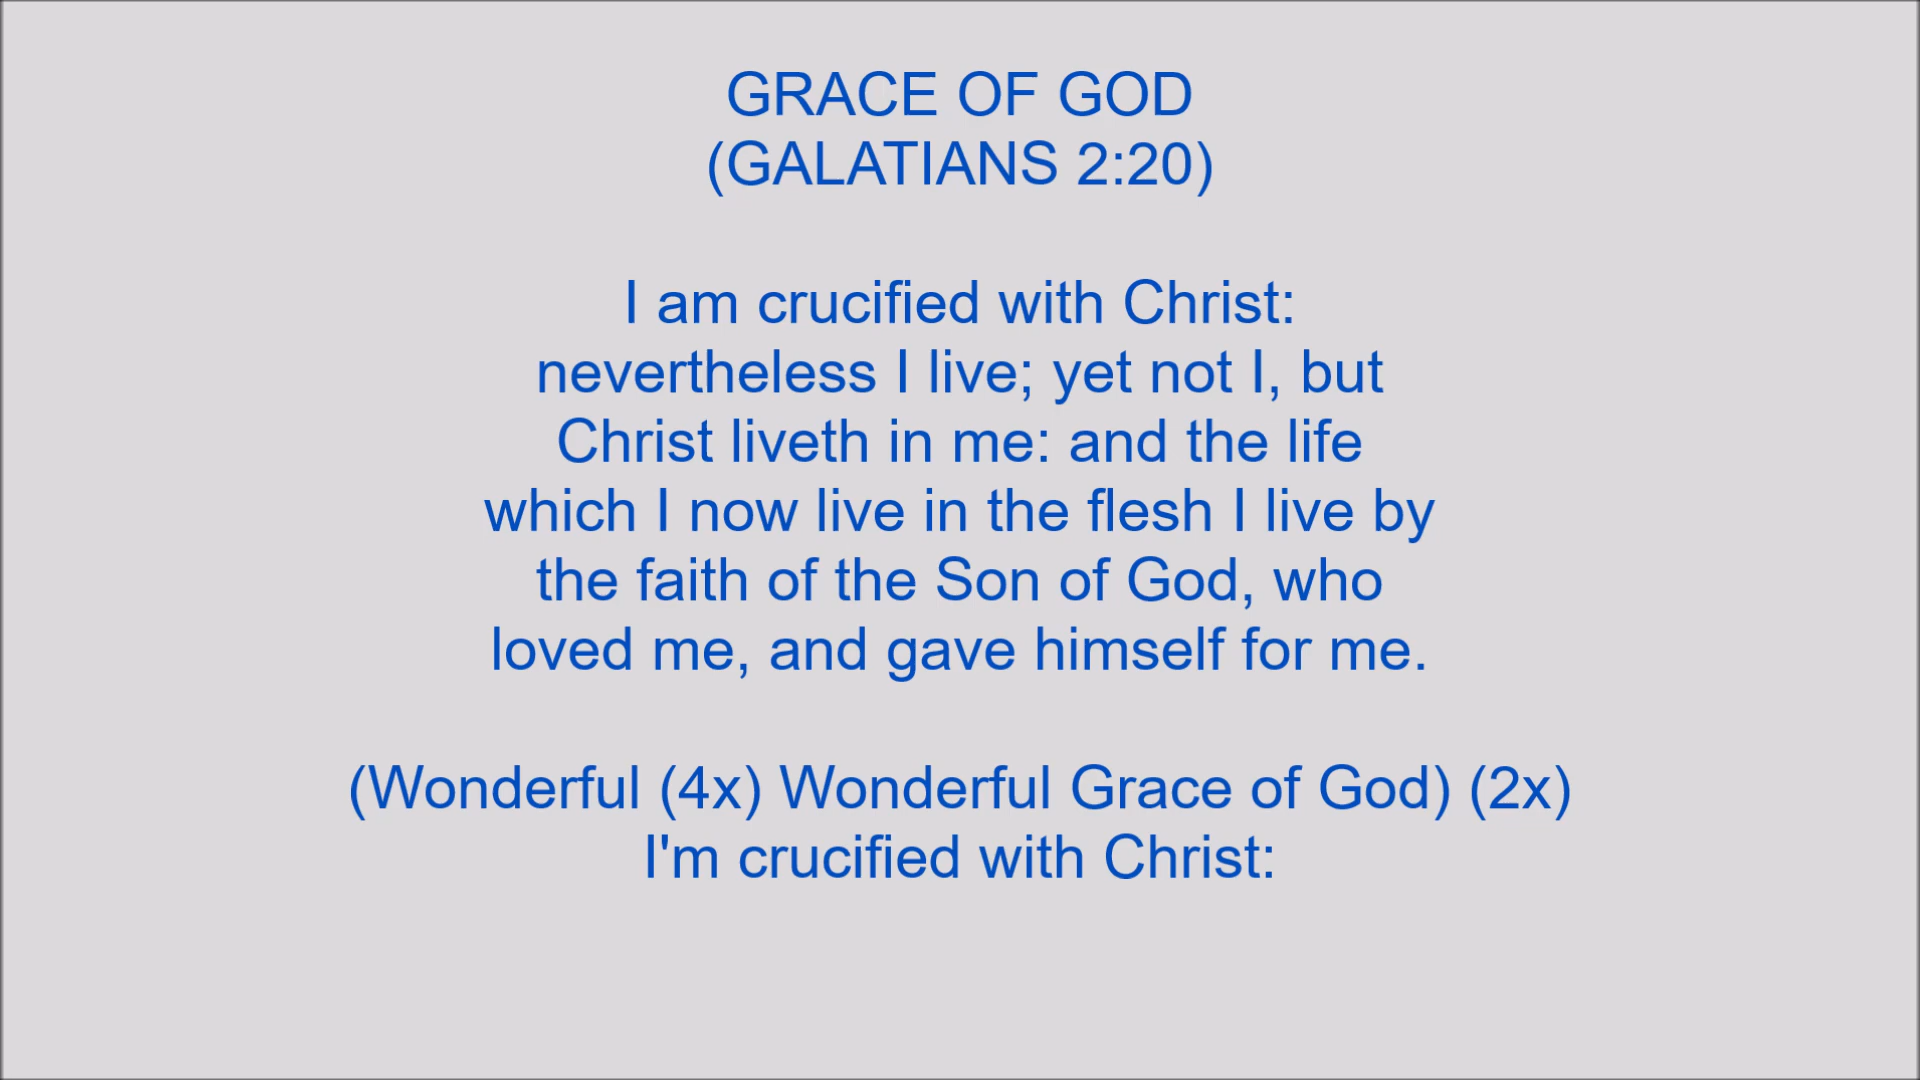 GRACE OF GOD
(GALATIANS 2:20)
I am crucified with Christ:
nevertheless I live; yet not I, but
Christ liveth in me: and the life
which I now live in the flesh I live by
the faith of the Son of God, who
loved me, and gave himself for me.
(Wonderful (4x) Wonderful Grace of God) (2x)
I'm crucified with Christ: